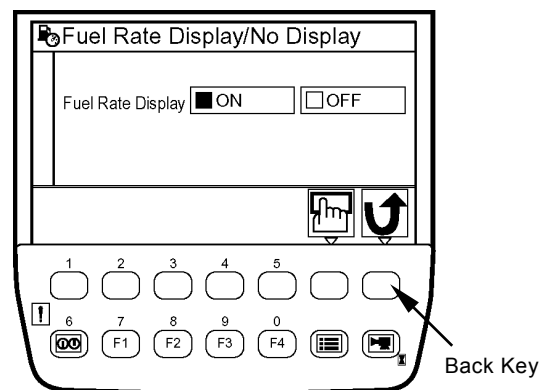 Fuel Rate Display/No Display
Fuel Rate Display ON OFF
1 2 3 4 5
6 7 8 9 0
F1 F2 F3 F4
Back Key